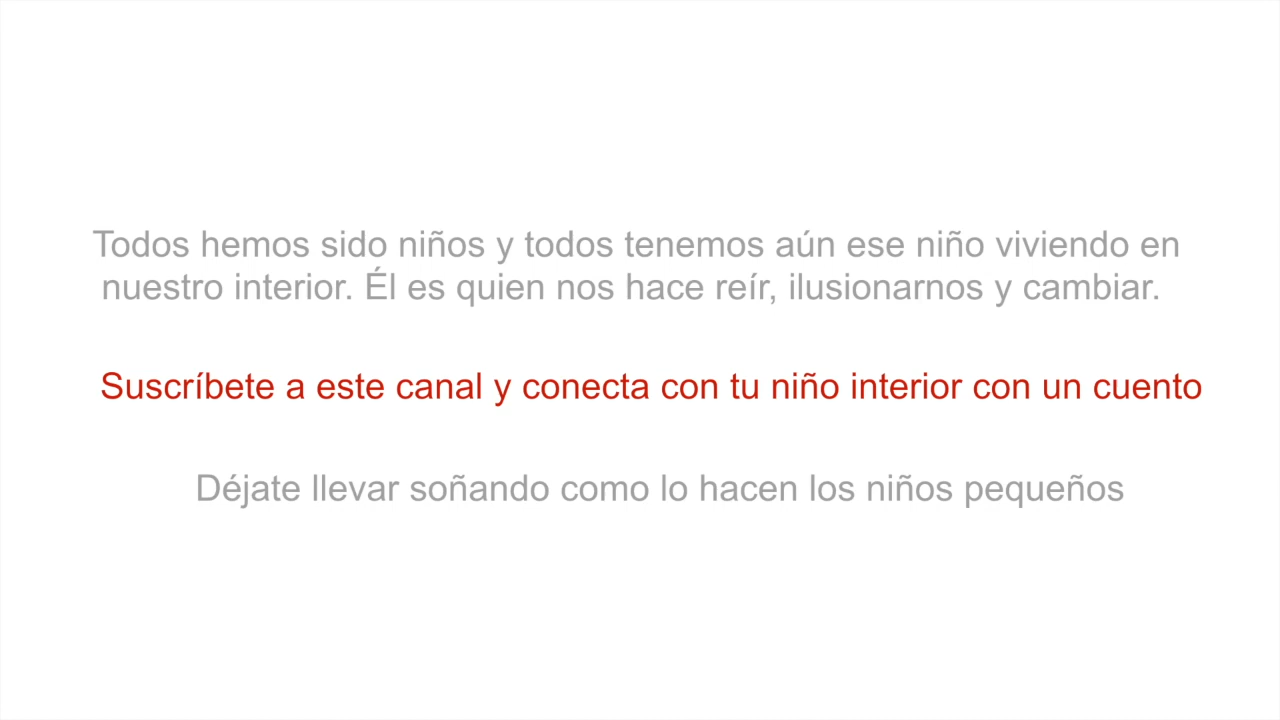 Todos hemos sido niños y todos tenemos aún ese niño viviendo en
nuestro interior. Él es quien nos hace reír, ilusionarnos y cambiar.
Suscríbete a este canal y conecta con tu niño interior con un cuento
Déjate llevar soñando como lo hacen los niños pequeños